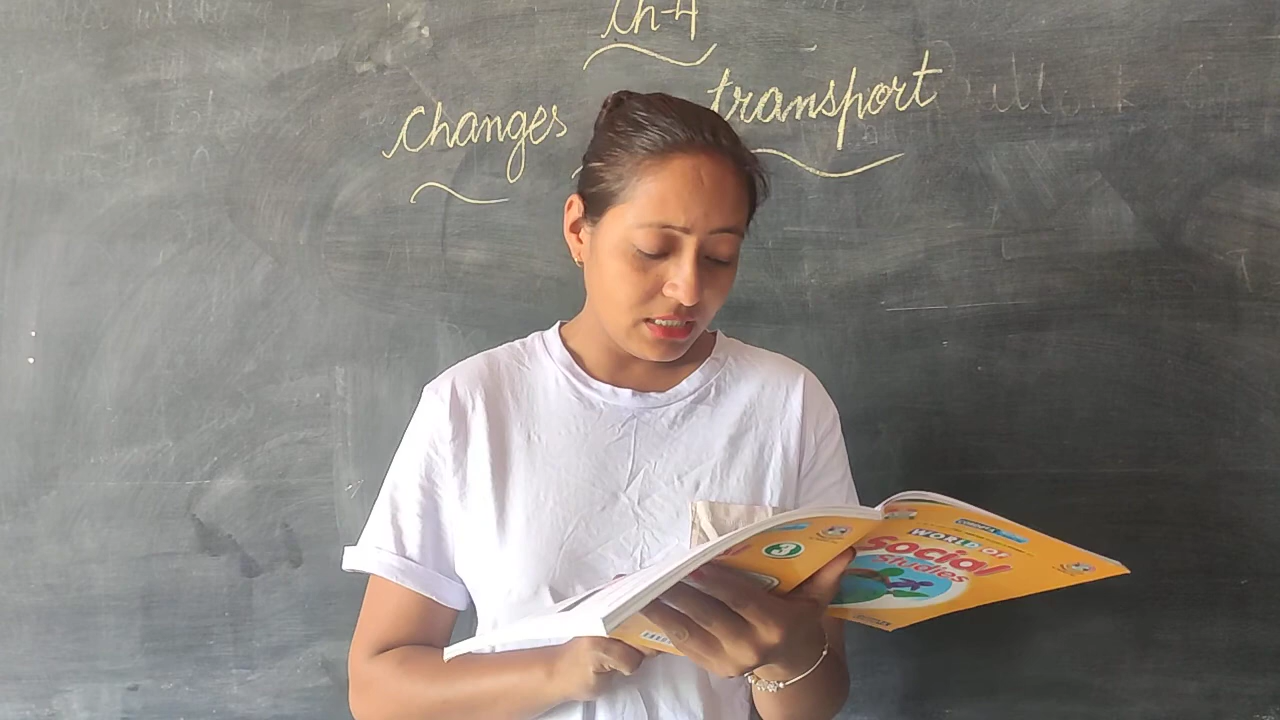 Ch-4
changes transport
3
WORLD OF
Social
Studies